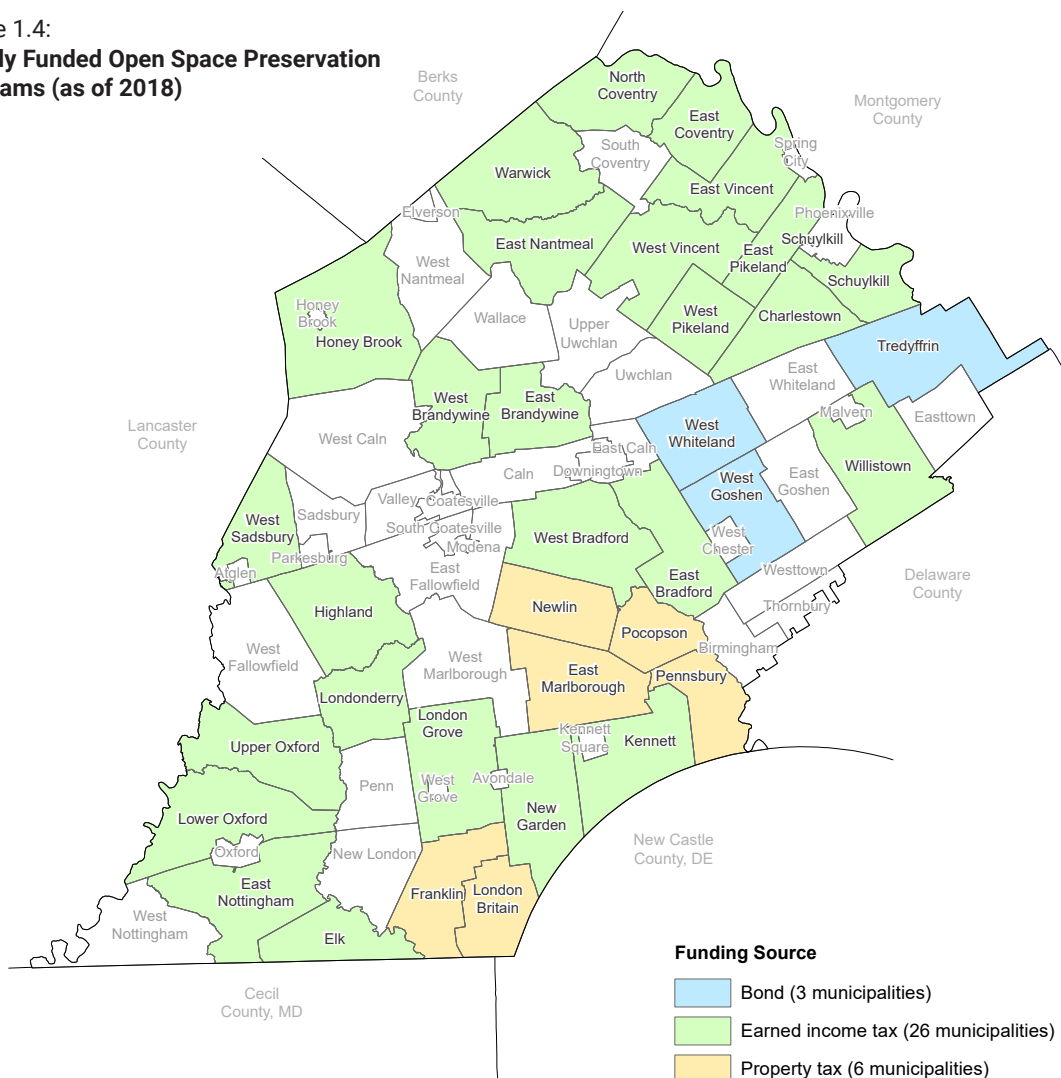 e 1.4:
ly Funded Open Space Preservation
ams (as of 2018)
Berks
County
Montgomery
County
North
Coventry
East
Coventry
Spring
City
South
Coventry
Warwick
East Vincent
Elverson
Phoenixville
East Nantmeal
West Vincent
East
Pikeland
Schuylkill
West
Nantmeal
Schuylkill
Honey
Brook
Honey Brook
Wallace
Upper
Uwchlan
West
Pikeland
Charlestown
Tredyffrin
Uwchlan
East
Whiteland
West
Brandywine
East
Brandywine
Malvern
Easttown
Lancaster
County
West Caln
West
Whiteland
East Caln
Downingtown
Caln
Willistown
West
Goshen
East
Goshen
Valley
Coatesville
Sadsbury
West
Sadsbury
South Coatesville
Modena
West Bradford
West
Chester
Parkesburg
Atglen
East
Fallowfield
East
Bradford
Westtown
Delaware
County
Highland
Newlin
Thornbury
Pocopson
Birmingham
West
Fallowfield
West
Marlborough
East
Marlborough
Pennsbury
Londonderry
London
Grove
Kennett
Square
Kennett
Upper Oxford
Penn
West
Grove
Avondale
New
Garden
Lower Oxford
Oxford
New London
New Castle
County, DE
East
Nottingham
Franklin
London
Britain
West
Nottingham
Elk
Cecil
County, MD
Funding Source
Bond (3 municipalities)
Earned income tax (26 municipalities)
Property tax (6 municipalities)